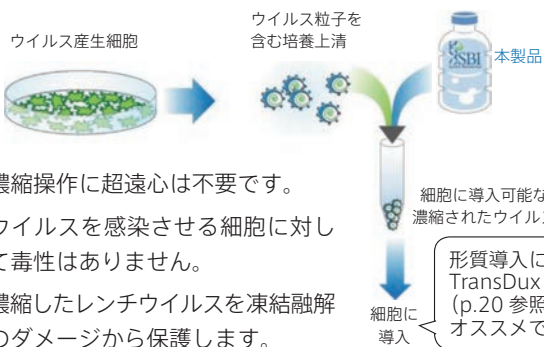 ウイルス産生細胞
ウイルス粒子を
含む培養上清
SBI
本製品
濃縮操作に超遠心は不要です。
ウイルスを感染させる細胞に対し
て毒性はありません。
濃縮したレンチウイルスを凍結融解
のダメージから保護します。
細胞に導入可能な
濃縮されたウイルス
細胞に
導入
形質導入に
TransDux
(p.20 参照
オススメで